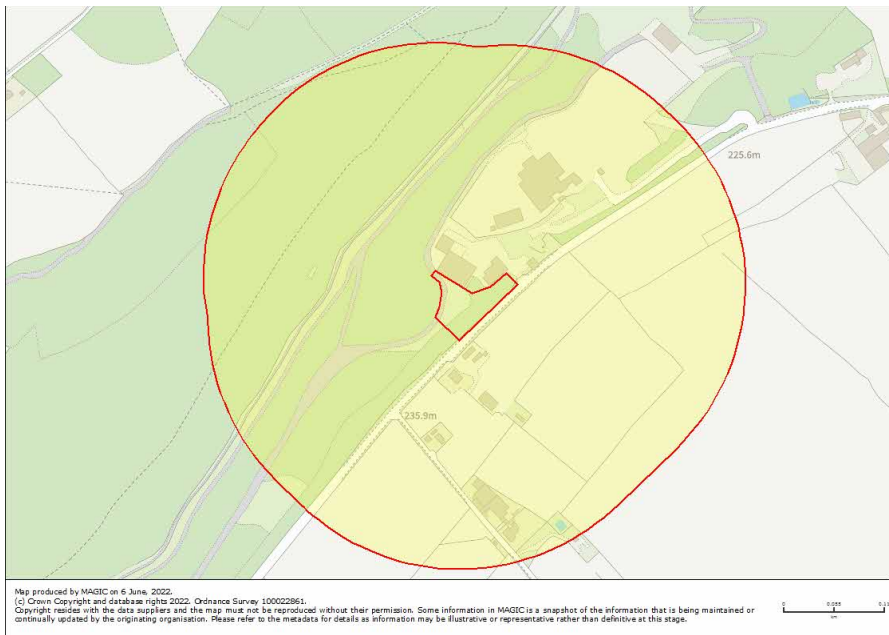 225.6m
235.9m
Map produced by MAGIC on 6 June, 2022.
(c) Crown Copyright and database rights 2022. Ordnance Survey 100022861.
Copyright resides with the data suppliers and the map must not be reproduced without their permission. Some information in MAGIC is a snapshot of the information that is being maintained or
continually updated by the originating organisation. Please refer to the metadata for details as information may be illustrative or representative rather than definitive at this stage.
0 0.055
km